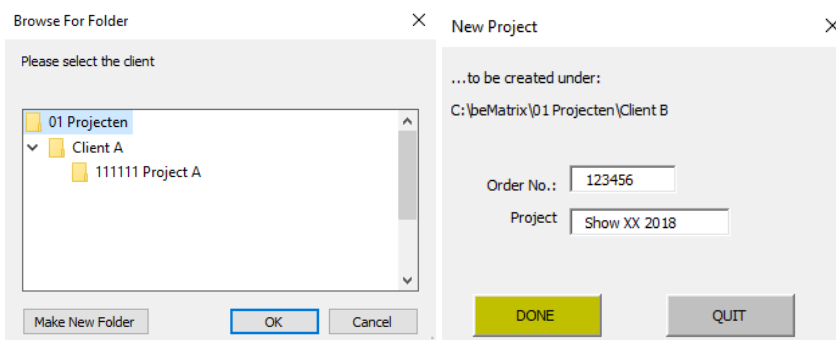 Browse For Folder
Please select the client
01 Projecten
Client A
111111 Project A
Make New Folder
OK
Cancel
New Project
...to be created under:
C:\beMatrix\01 Projecten\Client B
Order No.: 123456
Project Show XX 2018
DONE
QUIT